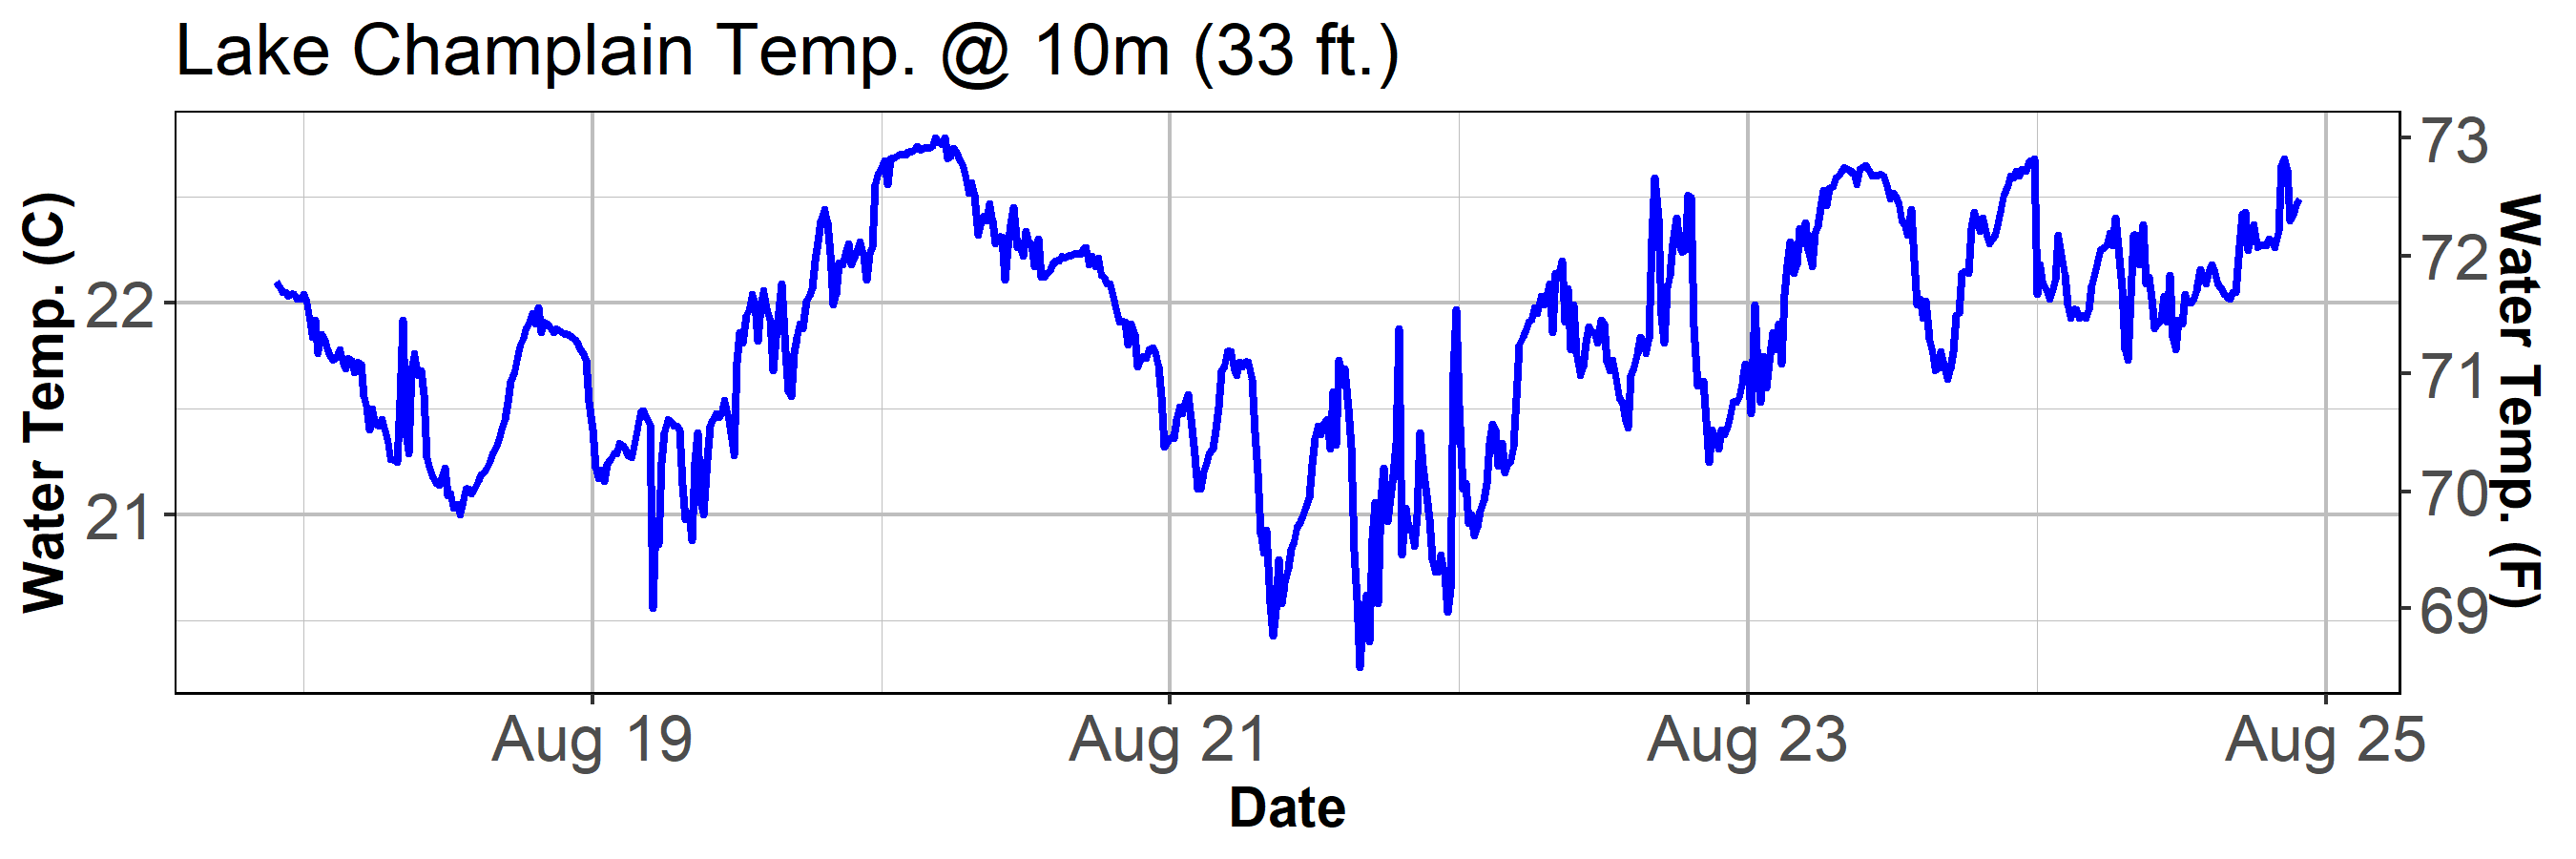 Lake Champlain Temp. @ 10m (33 ft.)
Water Temp. (C)
22
21
73
72
71
70
69
Water Temp. (F)
Aug 19
Aug 21
Aug 23
Aug 25
Date